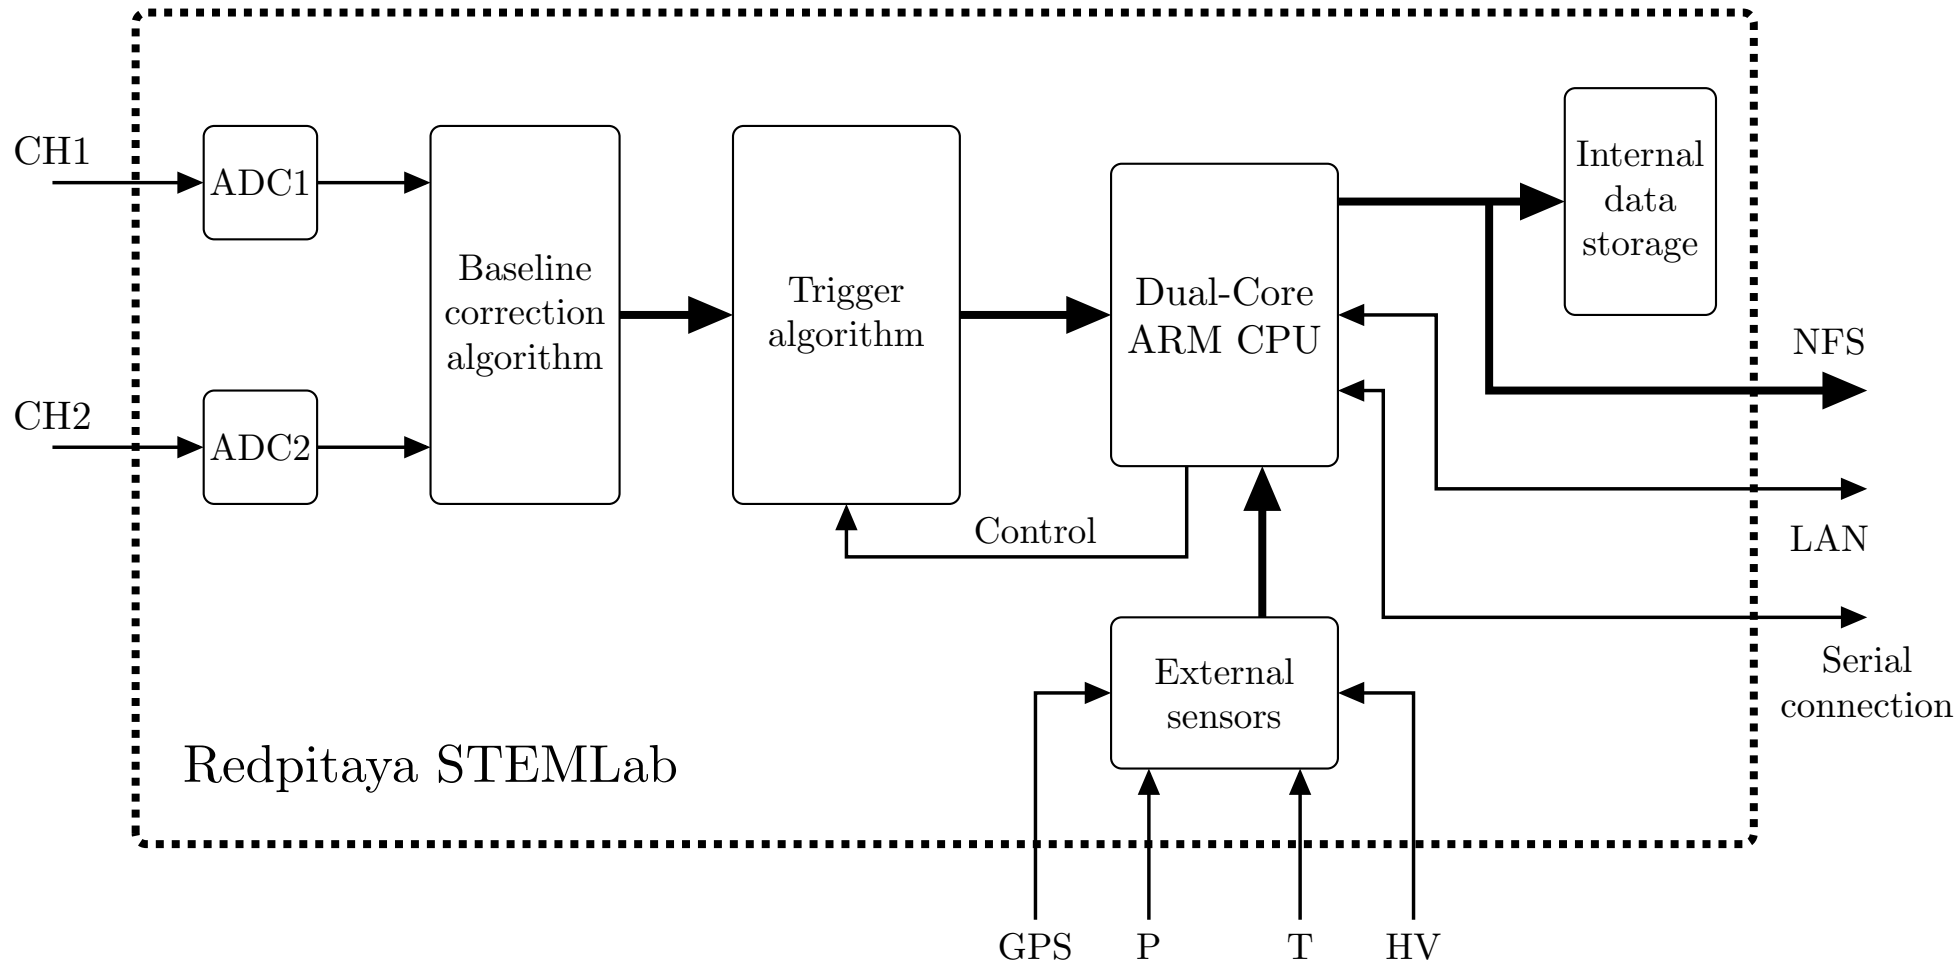 CH1
ADC1
CH2
ADC2
Baseline
correction
algorithm
Trigger
algorithm
Control
Dual-Core
ARM CPU
Internal
data
storage
NFS
LAN
Serial
connection
External
sensors
Redpitaya STEMLab
GPS
P
T
HV